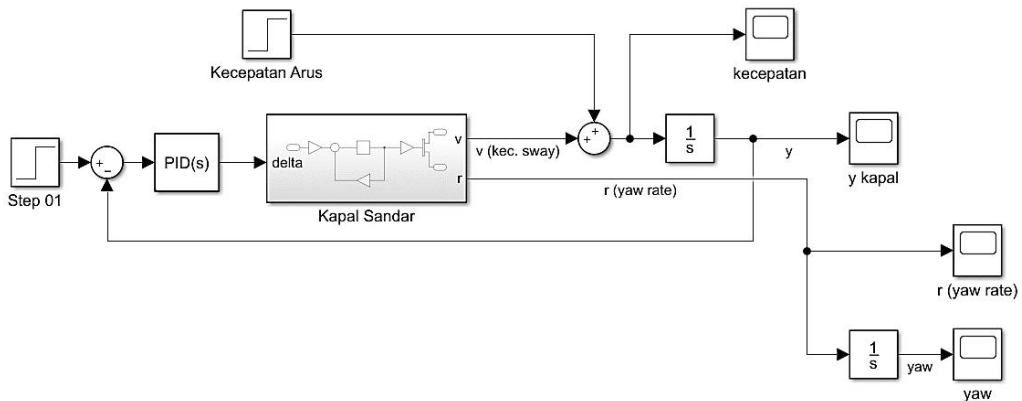 Kecepatan Arus
kecepatan
Step 01
+
−
PID(s)
delta
v
r
Kapal Sandar
v (kec. sway)
r (yaw rate)
+
+
1
s
y
y kapal
r (yaw rate)
1
s
yaw
yaw